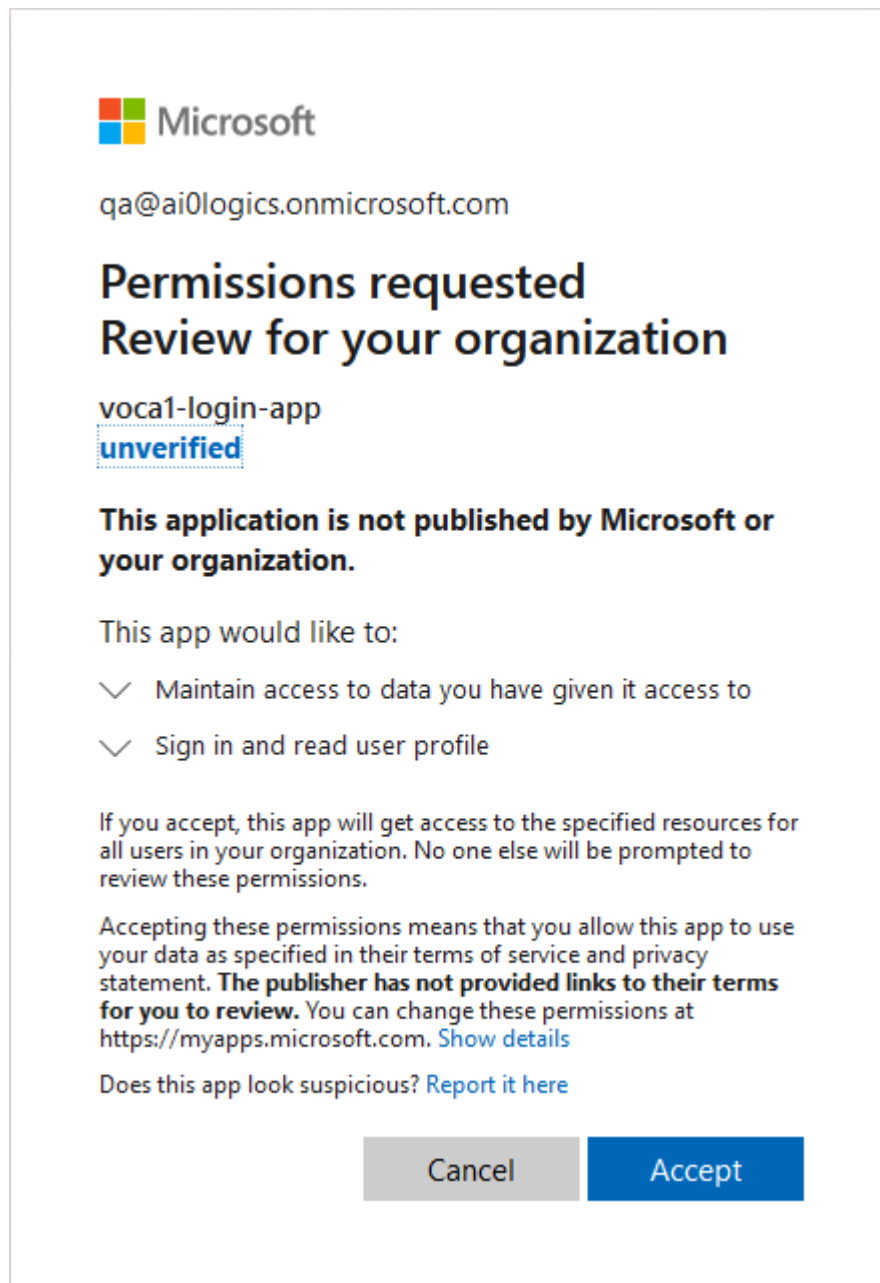 Microsoft
qa@ai0logics.onmicrosoft.com
Permissions requested
Review for your organization
voca1-login-app
unverified
This application is not published by Microsoft or
your organization.
This app would like to:
Maintain access to data you have given it access to
Sign in and read user profile
If you accept, this app will get access to the specified resources for
all users in your organization. No one else will be prompted to
review these permissions.
Accepting these permissions means that you allow this app to use
your data as specified in their terms of service and privacy
statement. The publisher has not provided links to their terms
for you to review. You can change these permissions at
https://myapps.microsoft.com. Show details
Does this app look suspicious? Report it here
Cancel Accept